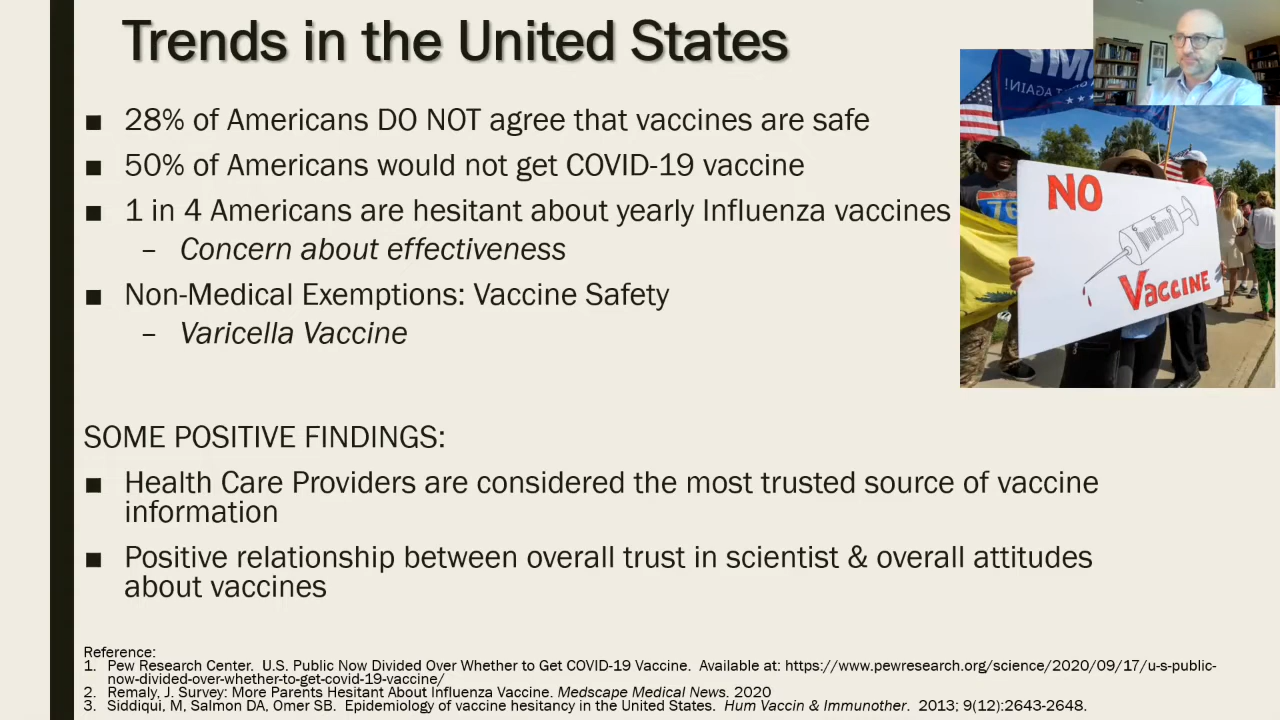 Trends in the United States
■ 28% of Americans DO NOT agree that vaccines are safe
■ 50% of Americans would not get COVID-19 vaccine
■ 1 in 4 Americans are hesitant about yearly Influenza vaccines
– Concern about effectiveness
■ Non-Medical Exemptions: Vaccine Safety
– Varicella Vaccine
AGAIN!
76
NO
VACCINE
SOME POSITIVE FINDINGS:
■ Health Care Providers are considered the most trusted source of vaccine
information
■ Positive relationship between overall trust in scientist & overall attitudes
about vaccines
Reference:
1. Pew Research Center. U.S. Public Now Divided Over Whether to Get COVID-19 Vaccine. Available at: https://www.pewresearch.org/science/2020/09/17/u-s-public-
now-divided-over-whether-to-get-covid-19-vaccine/
2. Remaly, J. Survey: More Parents Hesitant About Influenza Vaccine. Medscape Medical News. 2020
3. Siddiqui, M, Salmon DA, Omer SB. Epidemiology of vaccine hesitancy in the United States. Hum Vaccin & Immunother. 2013; 9(12):2643-2648.